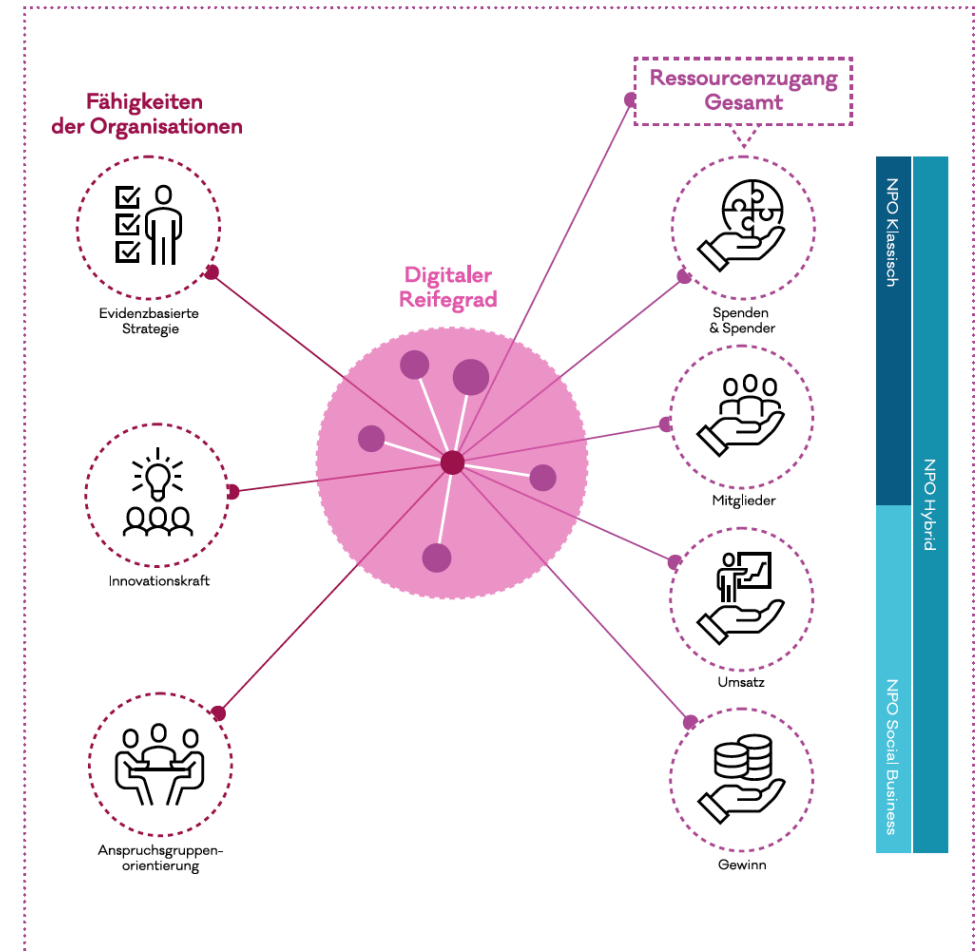 Fähigkeiten
der Organisationen
Evidenzbasierte
Strategie
Innovationskraft
Anspruchsgruppen-
orientierung
Digitaler
Reifegrad
Ressourcenzugang
Gesamt
Spenden
& Spender
Mitglieder
Umsatz
Gewinn
NPO Klassisch
NPO Social Business
NPO Hybrid